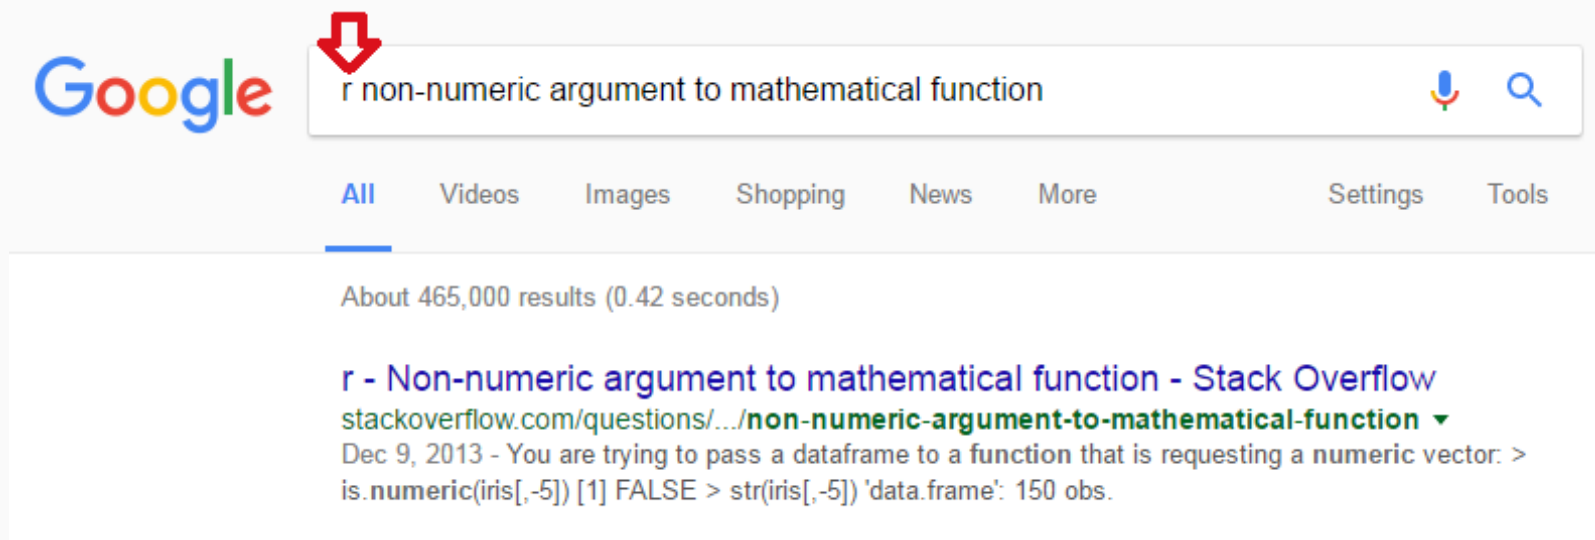 Google
r non-numeric argument to mathematical function
All Videos Images Shopping News More Settings Tools
About 465,000 results (0.42 seconds)
r - Non-numeric argument to mathematical function - Stack Overflow
stackoverflow.com/questions/.../non-numeric-argument-to-mathematical-function
Dec 9, 2013 - You are trying to pass a dataframe to a function that is requesting a numeric vector: >
is.numeric(iris[,-5]) [1] FALSE > str(iris[,-5]) 'data.frame': 150 obs.